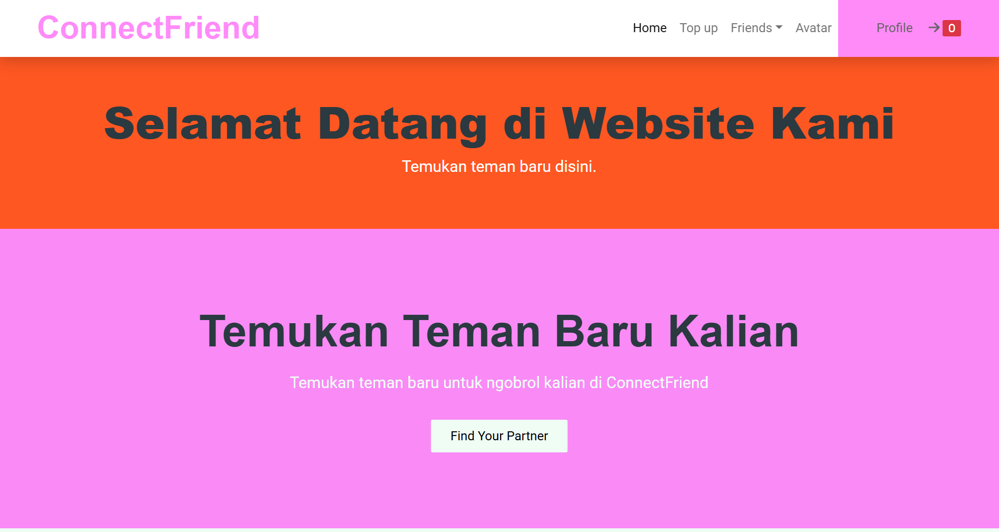 ConnectFriend
Home Top up Friends Avatar Profile 0
Selamat Datang di Website Kami
Temukan teman baru disini.
Temukan Teman Baru Kalian
Temukan teman baru untuk ngobrol kalian di ConnectFriend
Find Your Partner